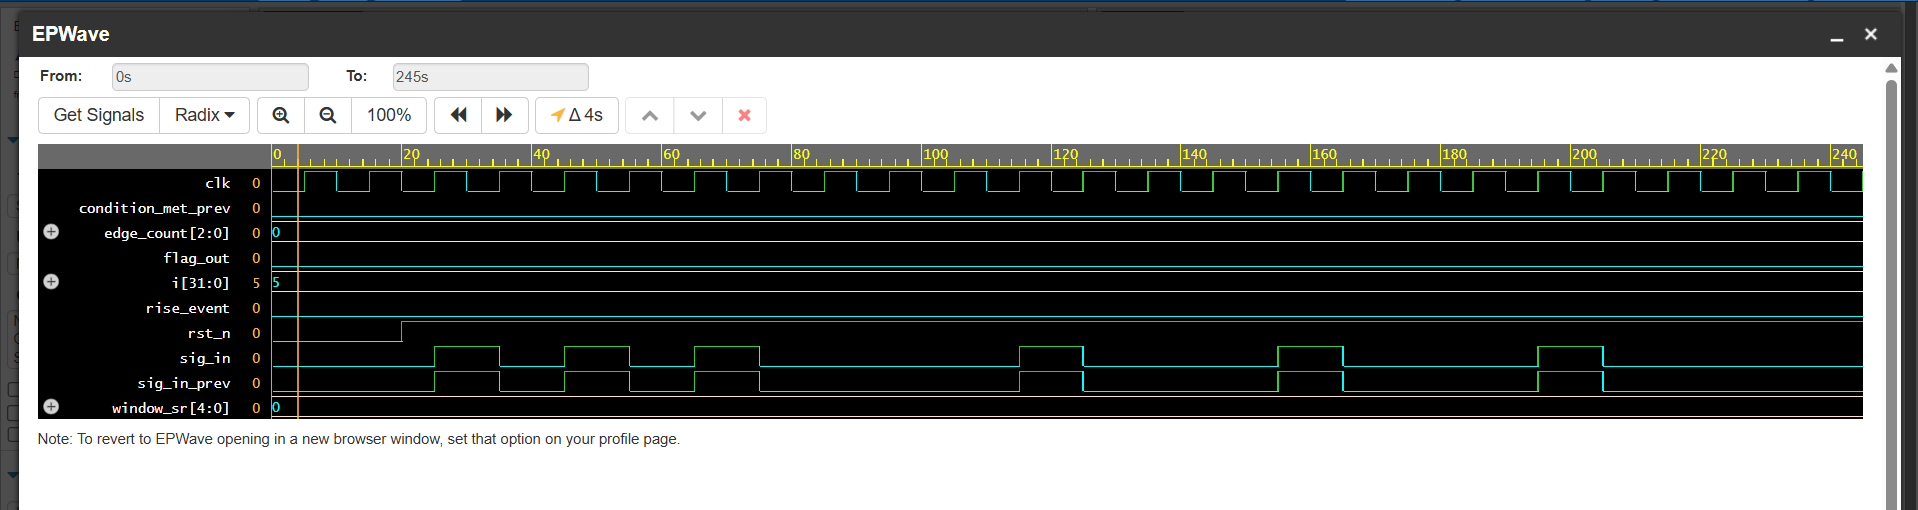 EPWave
From: 0s To: 245s
Get Signals Radix 100% Δ 4s
0 20 40 60 80 100 120 140 160 180 200 220 240
clk 0
condition_met_prev 0
edge_count[2:0] 0 0
flag_out 0
i[31:0] 5 5
rise_event 0
rst_n 0
sig_in 0
sig_in_prev 0
window_sr[4:0] 0 0
Note: To revert to EPWave opening in a new browser window, set that option on your profile page.